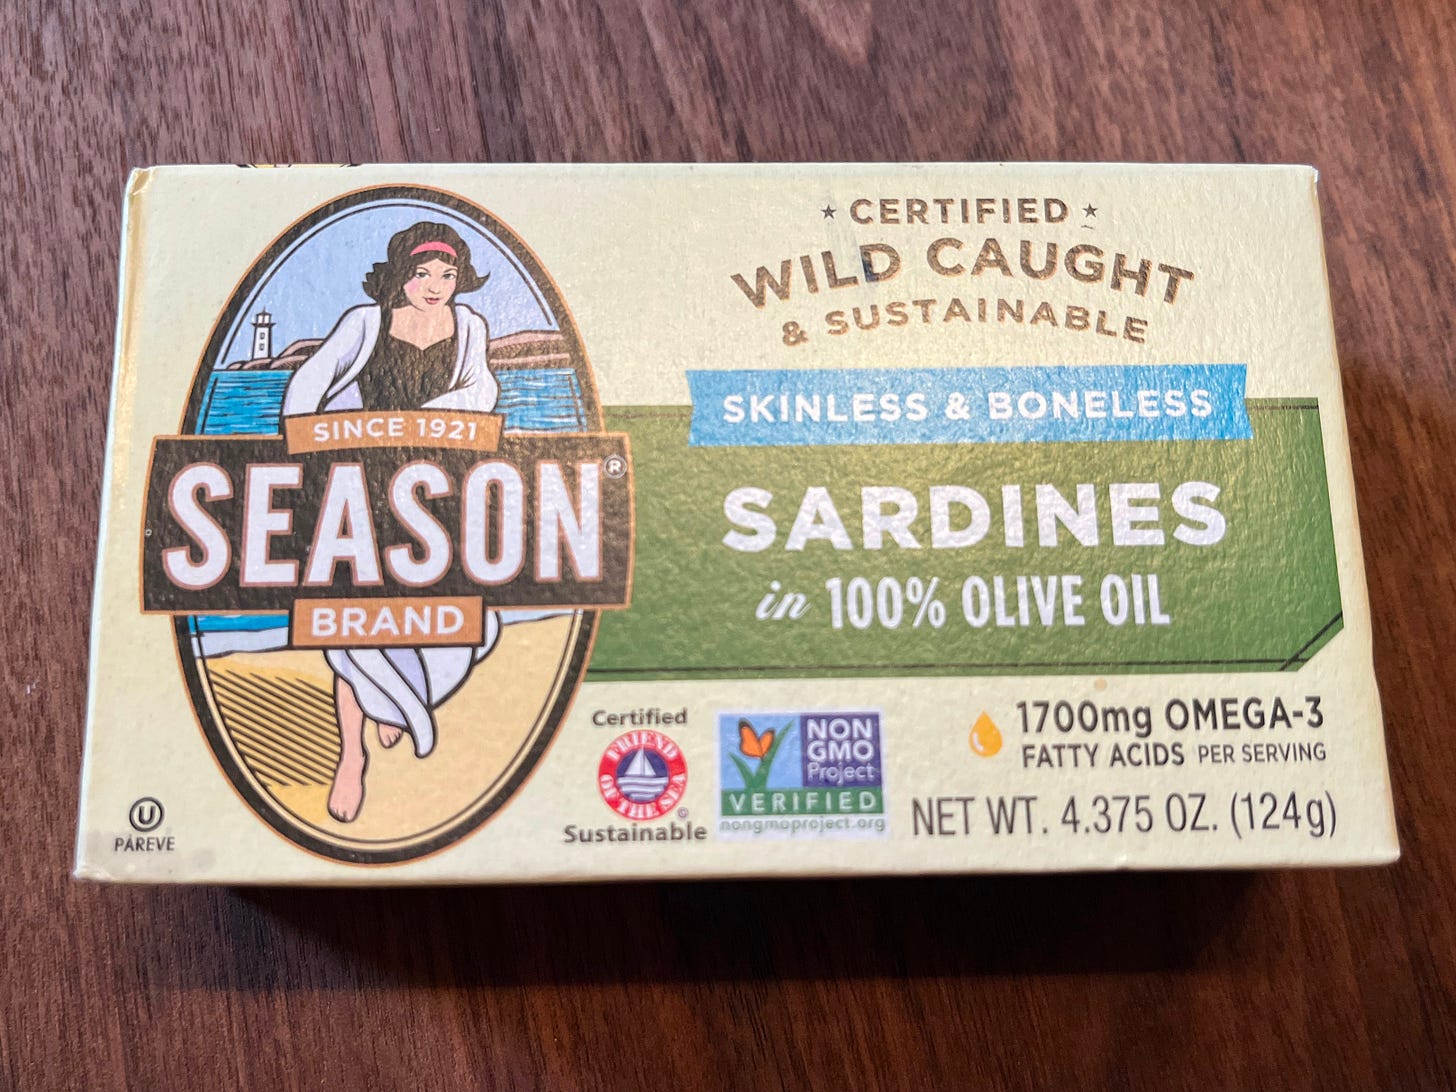 SINCE 1921
SEASON®
BRAND
U
PAREVE
★ CERTIFIED ★
WILD CAUGHT
& SUSTAINABLE
SKINLESS & BONELESS
SARDINES
in 100% OLIVE OIL
Certified
FRIEND
OF THE SEA
©
Sustainable
NON
GMO
Project
VERIFIED
nongmoproject.org
1700mg OMEGA-3
FATTY ACIDS PER SERVING
NET WT. 4.375 OZ. (124g)